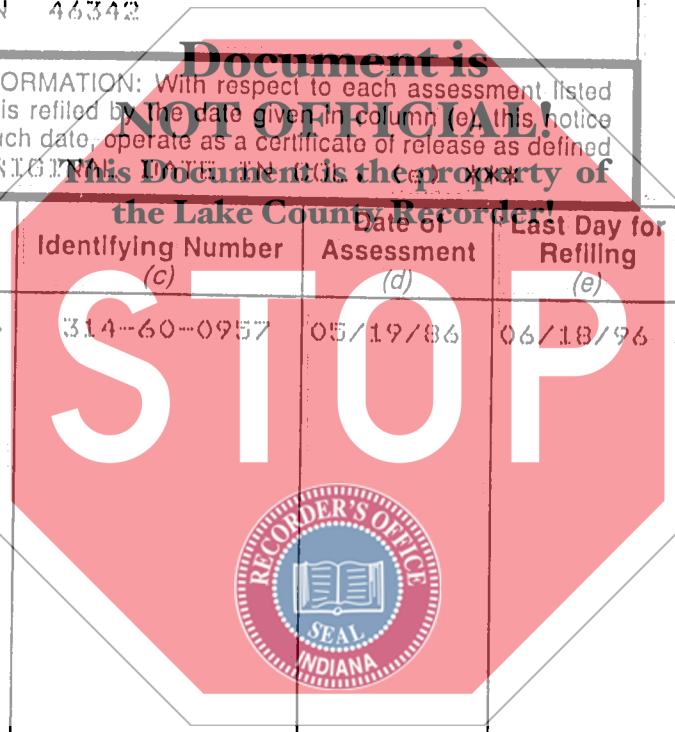 46342
Document is
ORMATION: With respect to each assessment listed
is refiled by the date given in column (e), this notice
NOT OFFICIAL!
uch date, operate as a certificate of release as defined
DATE IN COL. (e) ***
This Document is the property of
the Lake County Recorder!
Identifying Number
(c)
Date of
Assessment
(d)
Last Day for
Refiling
(e)
314-60-0957 05/19/86 06/18/96
STOP
RECORDER'S OFFICE
SEAL
INDIANA